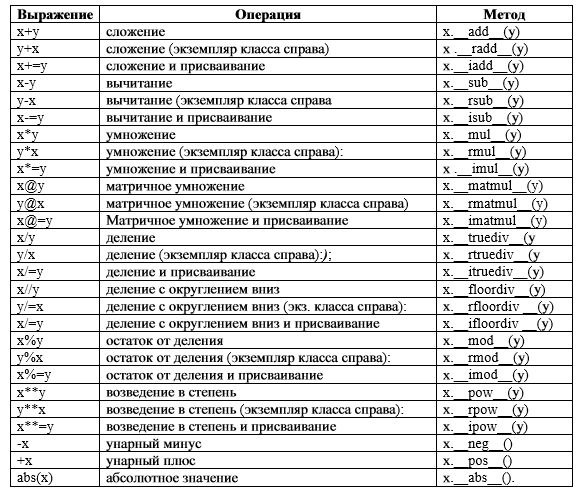 Выражение Операция Метод
x+y сложение x.__add__(y)
y+x сложение (экземпляр класса справа) x .__radd__(y)
x+=y сложение и присваивание x.__iadd__(y)
x-y вычитание x.__sub__(y)
y-x вычитание (экземпляр класса справа x.__rsub__(y)
x-=y вычитание и присваивание x.__isub__(y)
x*y умножение x.__mul__(y)
y*x умножение (экземпляр класса справа): x.__rmul__(y)
x*=y умножение и присваивание x .__imul__(y)
x@y матричное умножение x.__matmul__(y)
y@x матричное умножение (экземпляр класса справа) x.__rmatmul__(y)
x@=y Матричное умножение и присваивание x.__imatmul__(y)
x/y деление x.__truediv__(y
y/x деление (экземпляр класса справа):); x.__rtruediv__(y
x/=y деление и присваивание x.__itruediv__(y)
x//y деление с округлением вниз x.__floordiv__(y)
y/=x деление с округлением вниз (экз. класса справа): x.__rfloordiv__(y)
x/=y деление с округлением вниз и присваивание x.__ifloordiv __(y)
x%y остаток от деления x.__mod__(y)
y%x остаток от деления (экземпляр класса справа): x.__rmod__(y)
x%=y остаток от деления и присваивание x.__imod__(y)
x**y возведение в степень x.__pow__(y)
y**x возведение в степень (экземпляр класса справа): x.__rpow__(y)
x**=y возведение в степень и присваивание x.__ipow__(y)
-x унарный минус x.__neg__()
+x унарный плюс x.__pos__()
abs(x) абсолютное значение x.__abs__().